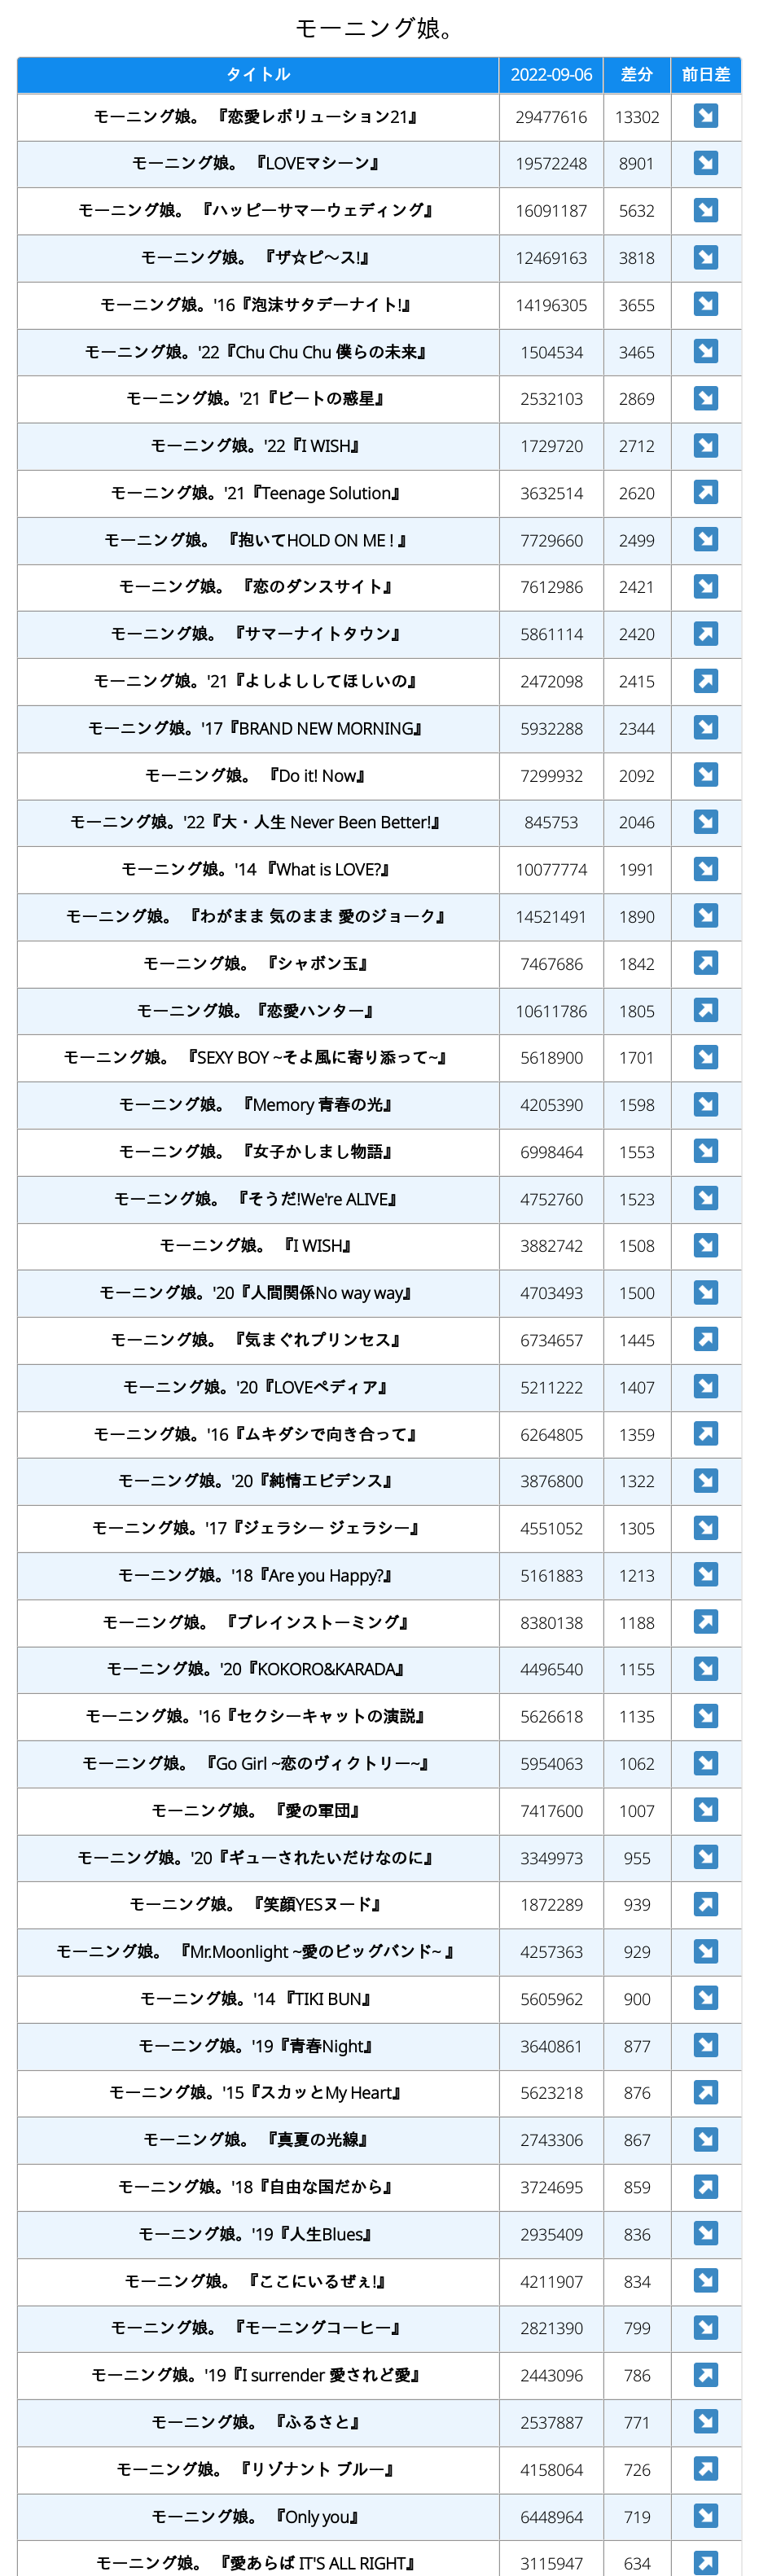 モーニング娘。
タイトル 2022-09-06 差分 前日差
モーニング娘。 『恋愛レボリューション21』 29477616 13302 ↘
モーニング娘。 『LOVEマシーン』 19572248 8901 ↘
モーニング娘。 『ハッピーサマーウェディング』 16091187 5632 ↘
モーニング娘。 『ザ☆ピ〜ス!』 12469163 3818 ↘
モーニング娘。'16『泡沫サタデーナイト!』 14196305 3655 ↘
モーニング娘。'22『Chu Chu Chu 僕らの未来』 1504534 3465 ↘
モーニング娘。'21『ビートの惑星』 2532103 2869 ↘
モーニング娘。'22『I WISH』 1729720 2712 ↘
モーニング娘。'21『Teenage Solution』 3632514 2620 ↗
モーニング娘。 『抱いてHOLD ON ME ! 』 7729660 2499 ↘
モーニング娘。 『恋のダンスサイト』 7612986 2421 ↘
モーニング娘。 『サマーナイトタウン』 5861114 2420 ↗
モーニング娘。'21『よしよししてほしいの』 2472098 2415 ↗
モーニング娘。'17『BRAND NEW MORNING』 5932288 2344 ↘
モーニング娘。 『Do it! Now』 7299932 2092 ↘
モーニング娘。'22『大・人生 Never Been Better!』 845753 2046 ↘
モーニング娘。'14 『What is LOVE?』 10077774 1991 ↘
モーニング娘。 『わがまま 気のまま 愛のジョーク』 14521491 1890 ↘
モーニング娘。 『シャボン玉』 7467686 1842 ↗
モーニング娘。『恋愛ハンター』 10611786 1805 ↗
モーニング娘。 『SEXY BOY ~そよ風に寄り添って~』 5618900 1701 ↘
モーニング娘。 『Memory 青春の光』 4205390 1598 ↘
モーニング娘。 『女子かしまし物語』 6998464 1553 ↘
モーニング娘。 『そうだ!We're ALIVE』 4752760 1523 ↘
モーニング娘。 『I WISH』 3882742 1508 ↘
モーニング娘。'20『人間関係No way way』 4703493 1500 ↘
モーニング娘。 『気まぐれプリンセス』 6734657 1445 ↗
モーニング娘。'20『LOVEペディア』 5211222 1407 ↘
モーニング娘。'16『ムキダシで向き合って』 6264805 1359 ↗
モーニング娘。'20『純情エビデンス』 3876800 1322 ↘
モーニング娘。'17『ジェラシー ジェラシー』 4551052 1305 ↘
モーニング娘。'18『Are you Happy?』 5161883 1213 ↘
モーニング娘。 『ブレインストーミング』 8380138 1188 ↗
モーニング娘。'20『KOKORO&KARADA』 4496540 1155 ↘
モーニング娘。'16『セクシーキャットの演説』 5626618 1135 ↘
モーニング娘。 『Go Girl ~恋のヴィクトリー~』 5954063 1062 ↘
モーニング娘。 『愛の軍団』 7417600 1007 ↘
モーニング娘。'20『ギューされたいだけなのに』 3349973 955 ↘
モーニング娘。 『笑顔YESヌード』 1872289 939 ↗
モーニング娘。 『Mr.Moonlight ~愛のビッグバンド~ 』 4257363 929 ↘
モーニング娘。'14 『TIKI BUN』 5605962 900 ↘
モーニング娘。'19『青春Night』 3640861 877 ↘
モーニング娘。'15『スカッとMy Heart』 5623218 876 ↗
モーニング娘。 『真夏の光線』 2743306 867 ↘
モーニング娘。'18『自由な国だから』 3724695 859 ↗
モーニング娘。'19『人生Blues』 2935409 836 ↘
モーニング娘。 『ここにいるぜぇ!』 4211907 834 ↘
モーニング娘。 『モーニングコーヒー』 2821390 799 ↘
モーニング娘。'19『I surrender 愛されど愛』 2443096 786 ↗
モーニング娘。 『ふるさと』 2537887 771 ↘
モーニング娘。 『リゾナント ブルー』 4158064 726 ↗
モーニング娘。 『Only you』 6448964 719 ↘
モーニング娘。 『愛あらば IT'S ALL RIGHT』 3115947 634 ↗